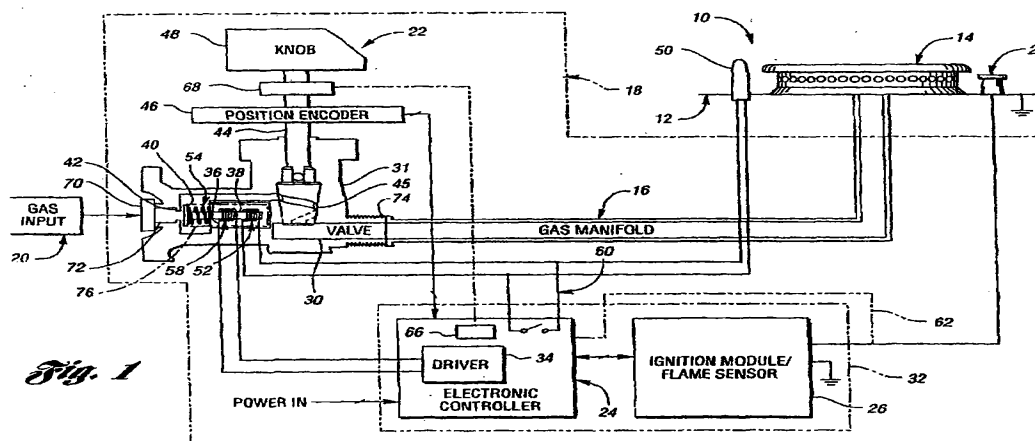 48
KNOB
22
10
50
14
2
68
18
46
POSITION ENCODER
12
44
54
42
40
36
38
31
45
70
74
16
GAS INPUT
VALVE
GAS MANIFOLD
20
72
58
52
30
60
76
66
62
Fig. 1
DRIVER
34
IGNITION MODULE/
FLAME SENSOR
32
ELECTRONIC
CONTROLLER
POWER IN
24
26